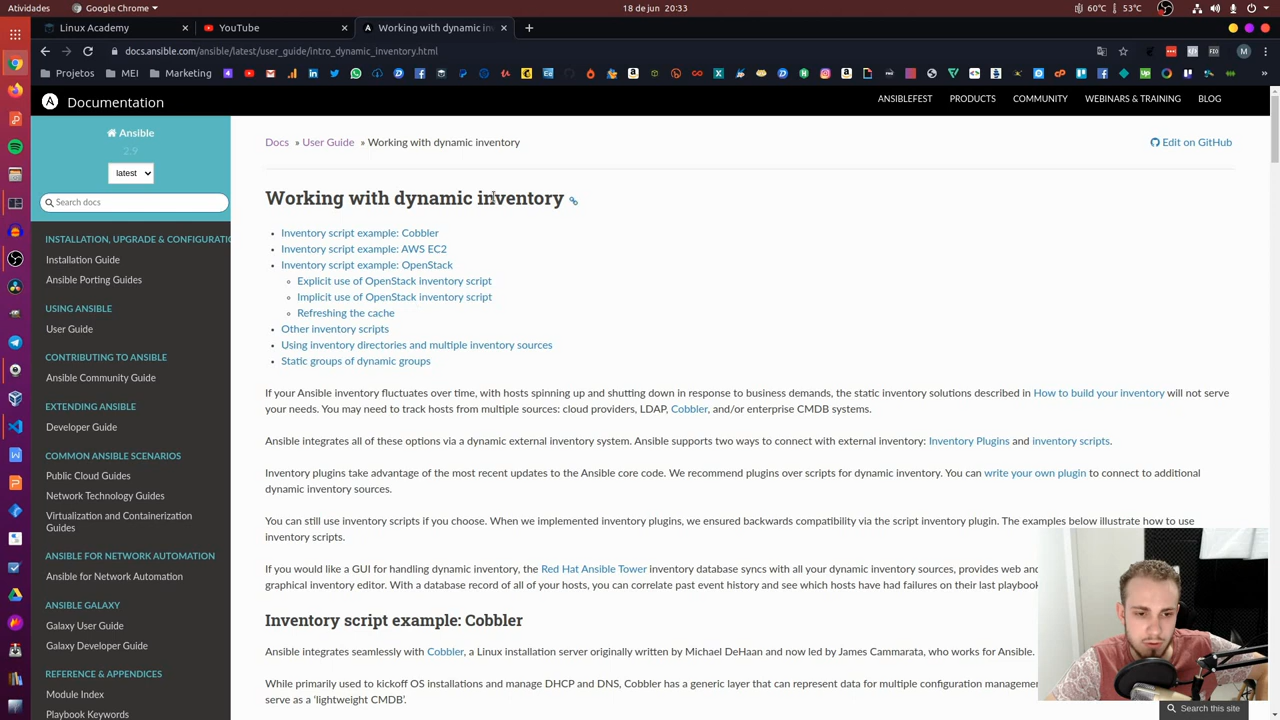 Atividades
Google Chrome
18 de jun 20:33
60°C
53°C
Linux Academy
YouTube
Working with dynamic inv
docs.ansible.com/ansible/latest/user_guide/intro_dynamic_inventory.html
Projetos
MEI
Marketing
Documentation
ANSIBLEFEST
PRODUCTS
COMMUNITY
WEBINARS & TRAINING
BLOG
Ansible
2.9
latest
Search docs
INSTALLATION, UPGRADE & CONFIGURATIO
Installation Guide
Ansible Porting Guides
USING ANSIBLE
User Guide
CONTRIBUTING TO ANSIBLE
Ansible Community Guide
EXTENDING ANSIBLE
Developer Guide
COMMON ANSIBLE SCENARIOS
Public Cloud Guides
Network Technology Guides
Virtualization and Containerization
Guides
ANSIBLE FOR NETWORK AUTOMATION
Ansible for Network Automation
ANSIBLE GALAXY
Galaxy User Guide
Galaxy Developer Guide
REFERENCE & APPENDICES
Module Index
Playbook Keywords
Docs » User Guide » Working with dynamic inventory
Edit on GitHub
Working with dynamic inventory
• Inventory script example: Cobbler
• Inventory script example: AWS EC2
• Inventory script example: OpenStack
◦ Explicit use of OpenStack inventory script
◦ Implicit use of OpenStack inventory script
◦ Refreshing the cache
• Other inventory scripts
• Using inventory directories and multiple inventory sources
• Static groups of dynamic groups
If your Ansible inventory fluctuates over time, with hosts spinning up and shutting down in response to business demands, the static inventory solutions described in How to build your inventory will not serve
your needs. You may need to track hosts from multiple sources: cloud providers, LDAP, Cobbler, and/or enterprise CMDB systems.
Ansible integrates all of these options via a dynamic external inventory system. Ansible supports two ways to connect with external inventory: Inventory Plugins and inventory scripts.
Inventory plugins take advantage of the most recent updates to the Ansible core code. We recommend plugins over scripts for dynamic inventory. You can write your own plugin to connect to additional
dynamic inventory sources.
You can still use inventory scripts if you choose. When we implemented inventory plugins, we ensured backwards compatibility via the script inventory plugin. The examples below illustrate how to use
inventory scripts.
If you would like a GUI for handling dynamic inventory, the Red Hat Ansible Tower inventory database syncs with all your dynamic inventory sources, provides web and
graphical inventory editor. With a database record of all of your hosts, you can correlate past event history and see which hosts have had failures on their last playbook
Inventory script example: Cobbler
Ansible integrates seamlessly with Cobbler, a Linux installation server originally written by Michael DeHaan and now led by James Cammarata, who works for Ansible.
While primarily used to kickoff OS installations and manage DHCP and DNS, Cobbler has a generic layer that can represent data for multiple configuration managemen
serve as a 'lightweight CMDB'.
Search this site